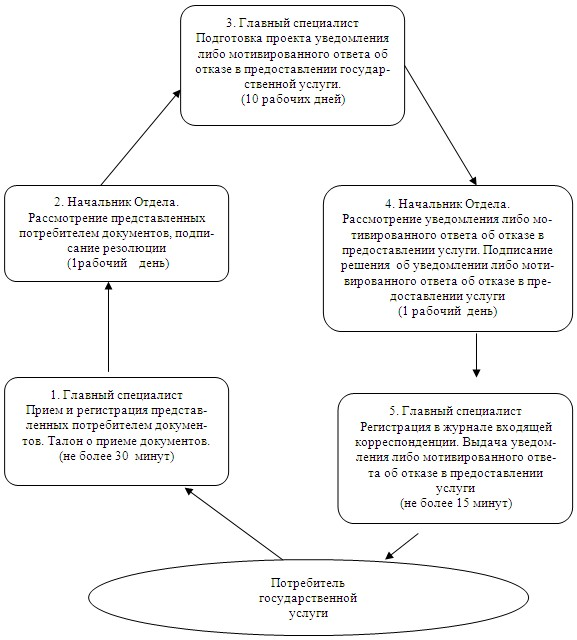 3. Главный специалист
Подготовка проекта уведомления
либо мотивированного ответа об
отказе в предоставлении государ-
ственной услуги.
(10 рабочих дней)
2. Начальник Отдела.
Рассмотрение представленных
потребителем документов, подпи-
сание резолюции
(1рабочий день)
4. Начальник Отдела.
Рассмотрение уведомления либо мо-
тивированного ответа об отказе в
предоставлении услуги. Подписание
решения об уведомлении либо моти-
вированного ответа об отказе в пре-
доставлении услуги
(1 рабочий день)
1. Главный специалист
Прием и регистрация представ-
ленных потребителем докумен-
тов. Талон о приеме документов.
(не более 30 минут)
5. Главный специалист
Регистрация в журнале входящей
корреспонденции. Выдача уведом-
ления либо мотивированного отве-
та об отказе в предоставлении
услуги
(не более 15 минут)
Потребитель
государственной
услуги